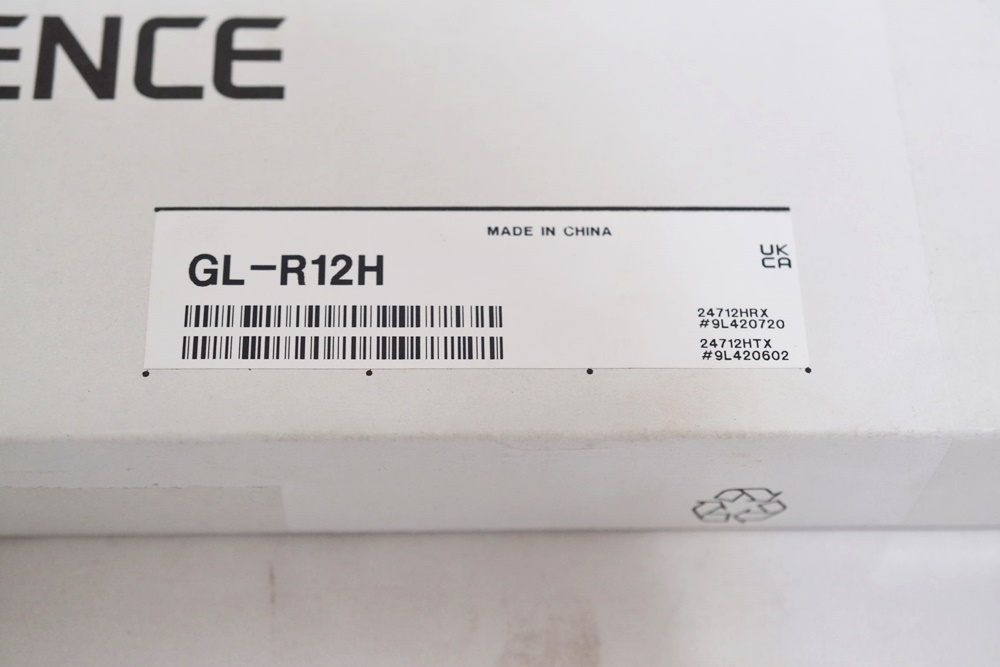 ENCE
MADE IN CHINA
UK
CA
GL-R12H
24712HRX
#9L420720
24712HTX
#9L420602